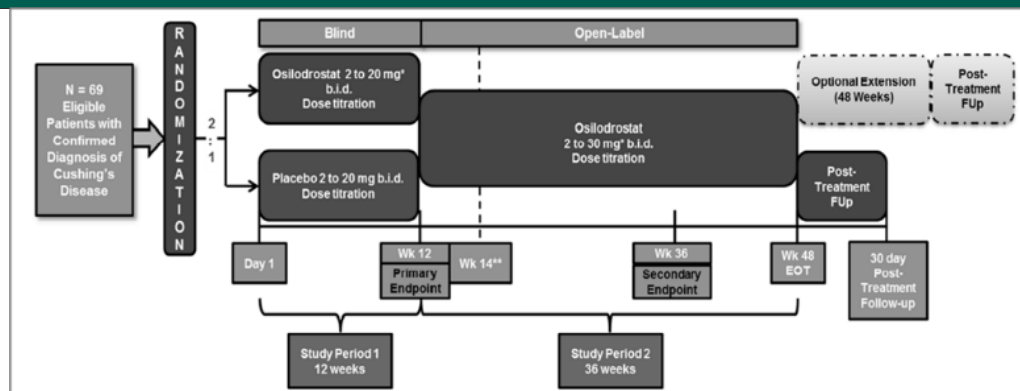 Blind
Open-Label
N = 69
Eligible
Patients with
Confirmed
Diagnosis of
Cushing's
Disease
RANDOMIZATION
2:1
Osilodrostat 2 to 20 mg*
b.i.d.
Dose titration
Placebo 2 to 20 mg b.i.d.
Dose titration
Osilodrostat
2 to 30 mg* b.i.d.
Dose titration
Optional Extension
(48 Weeks)
Post-
Treatment
FUp
Post-
Treatment
FUp
Day 1
Wk 12
Primary
Endpoint
Wk 14**
Wk 36
Secondary
Endpoint
Wk 48
EOT
30 day
Post-
Treatment
Follow-up
Study Period 1
12 weeks
Study Period 2
36 weeks